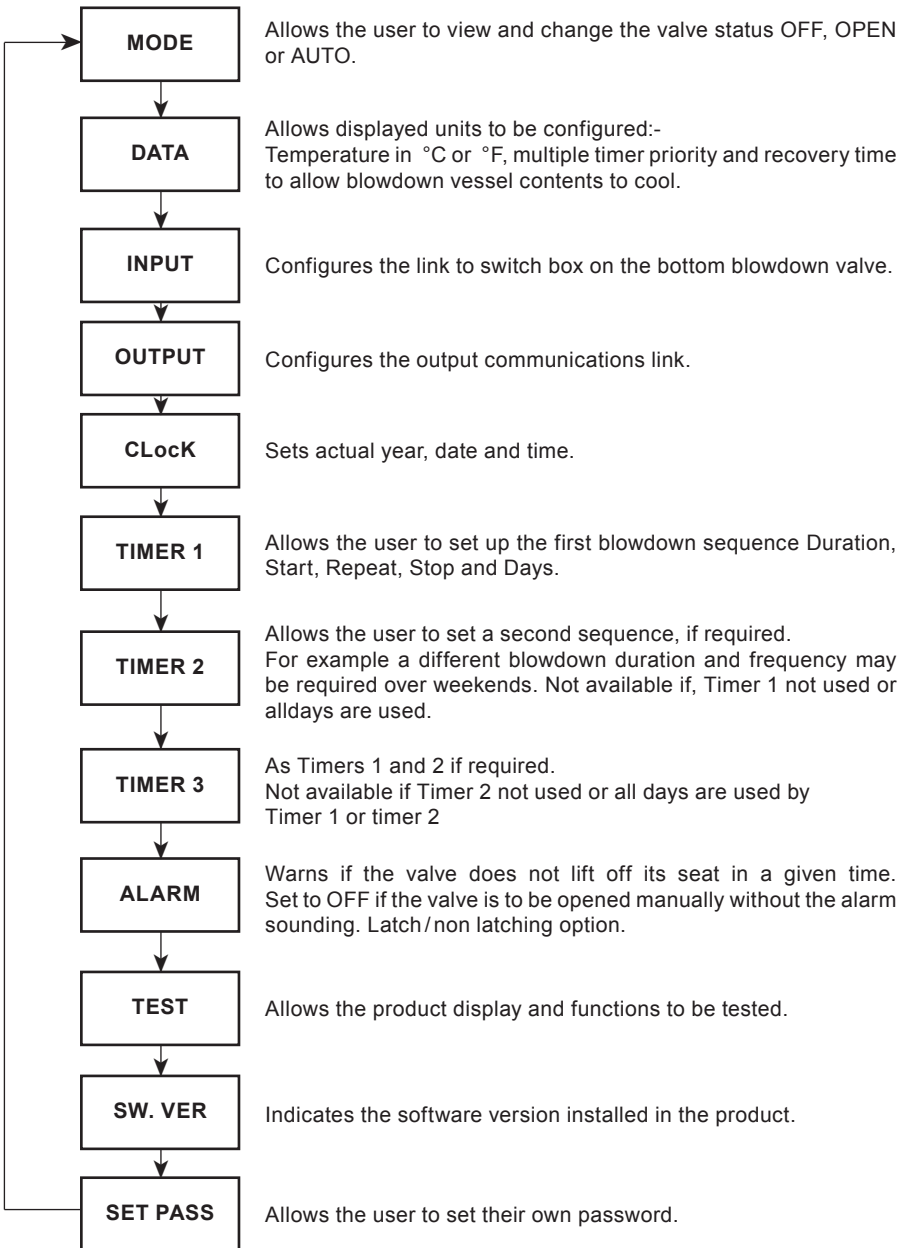 MODE
Allows the user to view and change the valve status OFF, OPEN
or AUTO.
DATA
Allows displayed units to be configured:-
Temperature in °C or °F, multiple timer priority and recovery time
to allow blowdown vessel contents to cool.
INPUT
Configures the link to switch box on the bottom blowdown valve.
OUTPUT
Configures the output communications link.
CLocK
Sets actual year, date and time.
TIMER 1
Allows the user to set up the first blowdown sequence Duration,
Start, Repeat, Stop and Days.
TIMER 2
Allows the user to set a second sequence, if required.
For example a different blowdown duration and frequency may
be required over weekends. Not available if, Timer 1 not used or
alldays are used.
TIMER 3
As Timers 1 and 2 if required.
Not available if Timer 2 not used or all days are used by
Timer 1 or timer 2
ALARM
Warns if the valve does not lift off its seat in a given time.
Set to OFF if the valve is to be opened manually without the alarm
sounding. Latch/non latching option.
TEST
Allows the product display and functions to be tested.
SW. VER
Indicates the software version installed in the product.
SET PASS
Allows the user to set their own password.